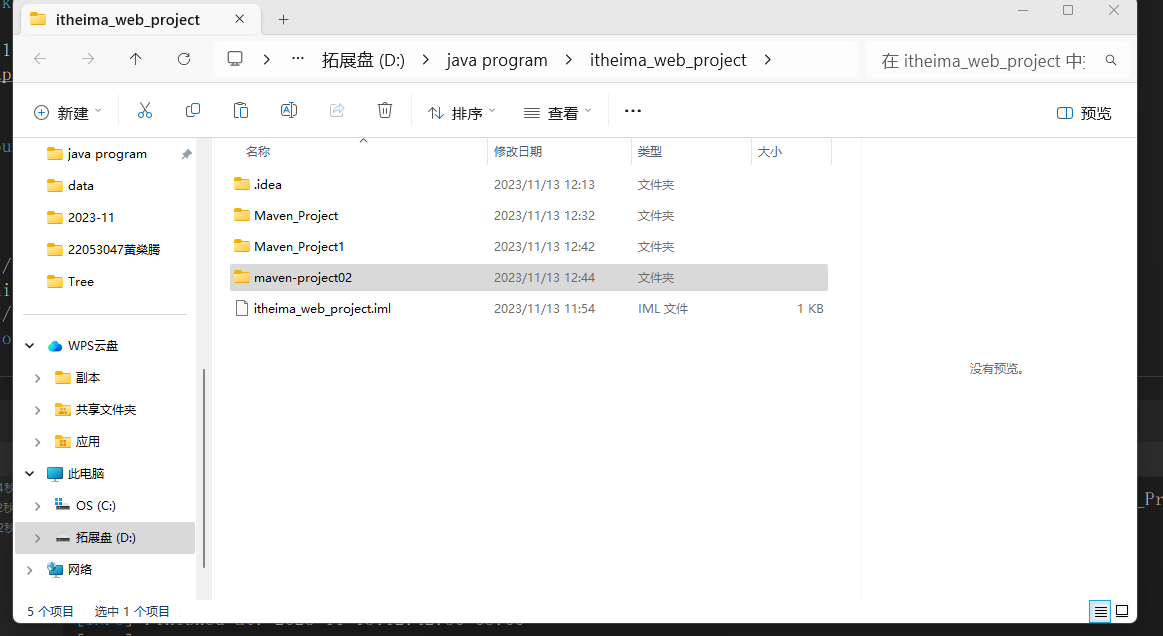 itheima_web_project
拓展盘 (D:) java program itheima_web_project
在 itheima_web_project 中
新建 排序 查看 预览
java program
data
2023-11
22053047黄燊腾
Tree
WPS云盘
副本
共享文件夹
应用
此电脑
OS (C:)
拓展盘 (D:)
网络
名称 修改日期 类型 大小
.idea 2023/11/13 12:13 文件夹
Maven_Project 2023/11/13 12:32 文件夹
Maven_Project1 2023/11/13 12:42 文件夹
maven-project02 2023/11/13 12:44 文件夹
itheima_web_project.iml 2023/11/13 11:54 IML 文件 1 KB
没有预览。
5 个项目 选中 1 个项目
_Pr